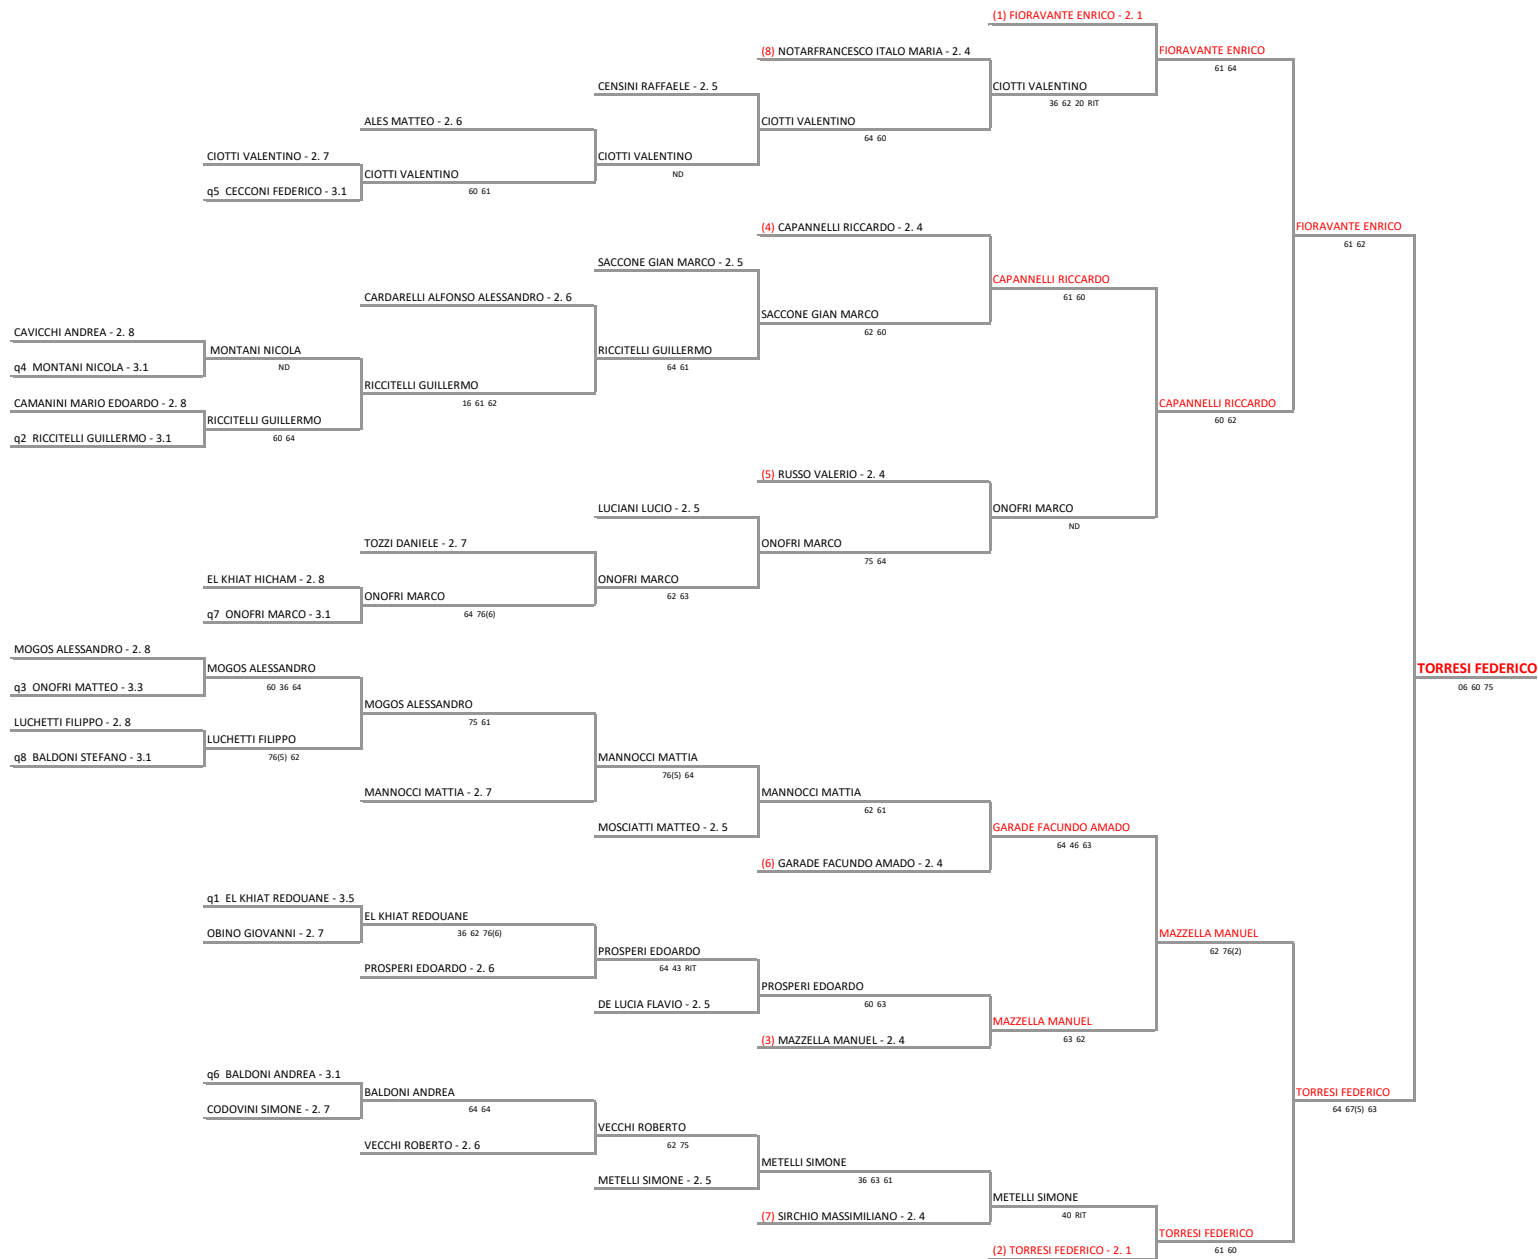 (1) FIORAVANTE ENRICO - 2. 1
(8) NOTARFRANCESCO ITALO MARIA - 2. 4
FIORAVANTE ENRICO
61 64
CENSINI RAFFAELE - 2. 5
CIOTTI VALENTINO
36 62 20 RIT
ALES MATTEO - 2. 6
CIOTTI VALENTINO
64 60
CIOTTI VALENTINO - 2. 7
CIOTTI VALENTINO
ND
CIOTTI VALENTINO
60 61
q5 CECCONI FEDERICO - 3.1
(4) CAPANNELLI RICCARDO - 2. 4
FIORAVANTE ENRICO
61 62
SACCONE GIAN MARCO - 2. 5
CAPANNELLI RICCARDO
61 60
CARDARELLI ALFONSO ALESSANDRO - 2. 6
SACCONE GIAN MARCO
62 60
CAVICCHI ANDREA - 2. 8
MONTANI NICOLA
ND
RICCITELLI GUILLERMO
64 61
q4 MONTANI NICOLA - 3.1
RICCITELLI GUILLERMO
16 61 62
CAMANINI MARIO EDOARDO - 2. 8
CAPANNELLI RICCARDO
60 62
RICCITELLI GUILLERMO
60 64
q2 RICCITELLI GUILLERMO - 3.1
(5) RUSSO VALERIO - 2. 4
LUCIANI LUCIO - 2. 5
ONOFRI MARCO
ND
TOZZI DANIELE - 2. 7
ONOFRI MARCO
75 64
EL KHIAT HICHAM - 2. 8
ONOFRI MARCO
62 63
ONOFRI MARCO
64 76(6)
q7 ONOFRI MARCO - 3.1
MOGOS ALESSANDRO - 2. 8
MOGOS ALESSANDRO
60 36 64
TORRESI FEDERICO
06 60 75
q3 ONOFRI MATTEO - 3.3
MOGOS ALESSANDRO
75 61
LUCHETTI FILIPPO - 2. 8
LUCHETTI FILIPPO
76(5) 62
q8 BALDONI STEFANO - 3.1
MANNOCCI MATTIA
76(5) 64
MANNOCCI MATTIA - 2. 7
MANNOCCI MATTIA
62 61
MOSCIATTI MATTEO - 2. 5
GARADE FACUNDO AMADO
64 46 63
(6) GARADE FACUNDO AMADO - 2. 4
q1 EL KHIAT REDOUANE - 3.5
EL KHIAT REDOUANE
36 62 76(6)
OBINO GIOVANNI - 2. 7
MAZZELLA MANUEL
62 76(2)
PROSPERI EDOARDO
64 43 RIT
PROSPERI EDOARDO - 2. 6
PROSPERI EDOARDO
60 63
DE LUCIA FLAVIO - 2. 5
MAZZELLA MANUEL
63 62
(3) MAZZELLA MANUEL - 2. 4
q6 BALDONI ANDREA - 3.1
BALDONI ANDREA
64 64
TORRESI FEDERICO
64 67(5) 63
CODOVINI SIMONE - 2. 7
VECCHI ROBERTO
62 75
VECCHI ROBERTO - 2. 6
METELLI SIMONE
36 63 61
METELLI SIMONE - 2. 5
METELLI SIMONE
40 RIT
(7) SIRCHIO MASSIMILIANO - 2. 4
TORRESI FEDERICO
61 60
(2) TORRESI FEDERICO - 2. 1